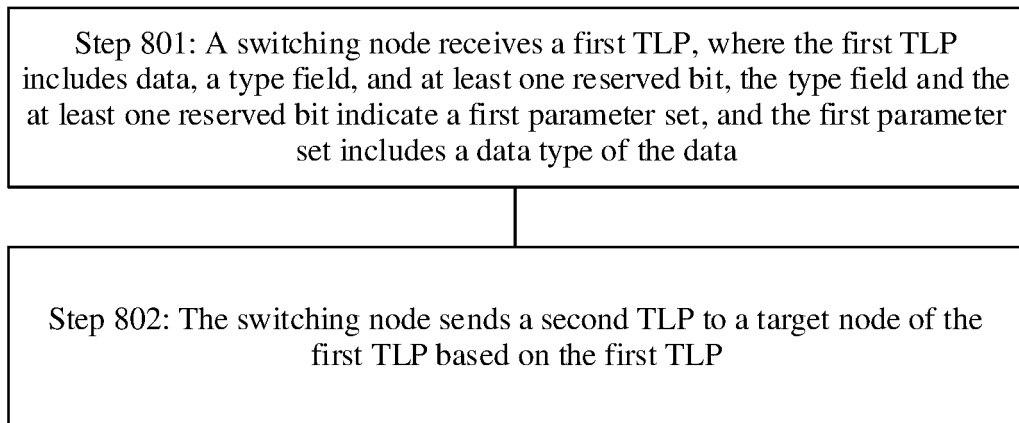 Step 801: A switching node receives a first TLP, where the first TLP
includes data, a type field, and at least one reserved bit, the type field and the
at least one reserved bit indicate a first parameter set, and the first parameter
set includes a data type of the data
Step 802: The switching node sends a second TLP to a target node of the
first TLP based on the first TLP